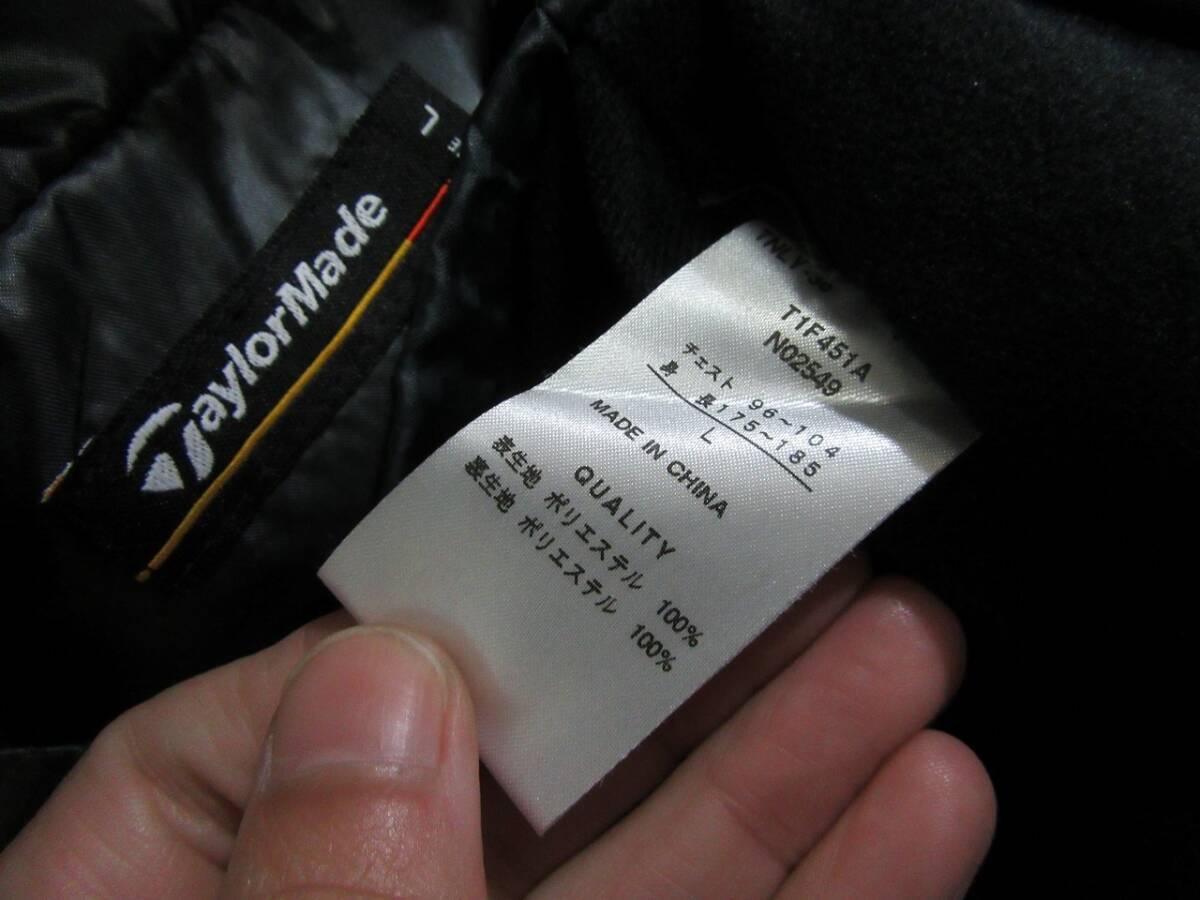 L
TaylorMade
T1F451A
N02549
チェスト 96~104
身 長175~185
L
MADE IN CHINA
QUALITY
表生地 ポリエステル 100%
裏生地 ポリエステル 100%